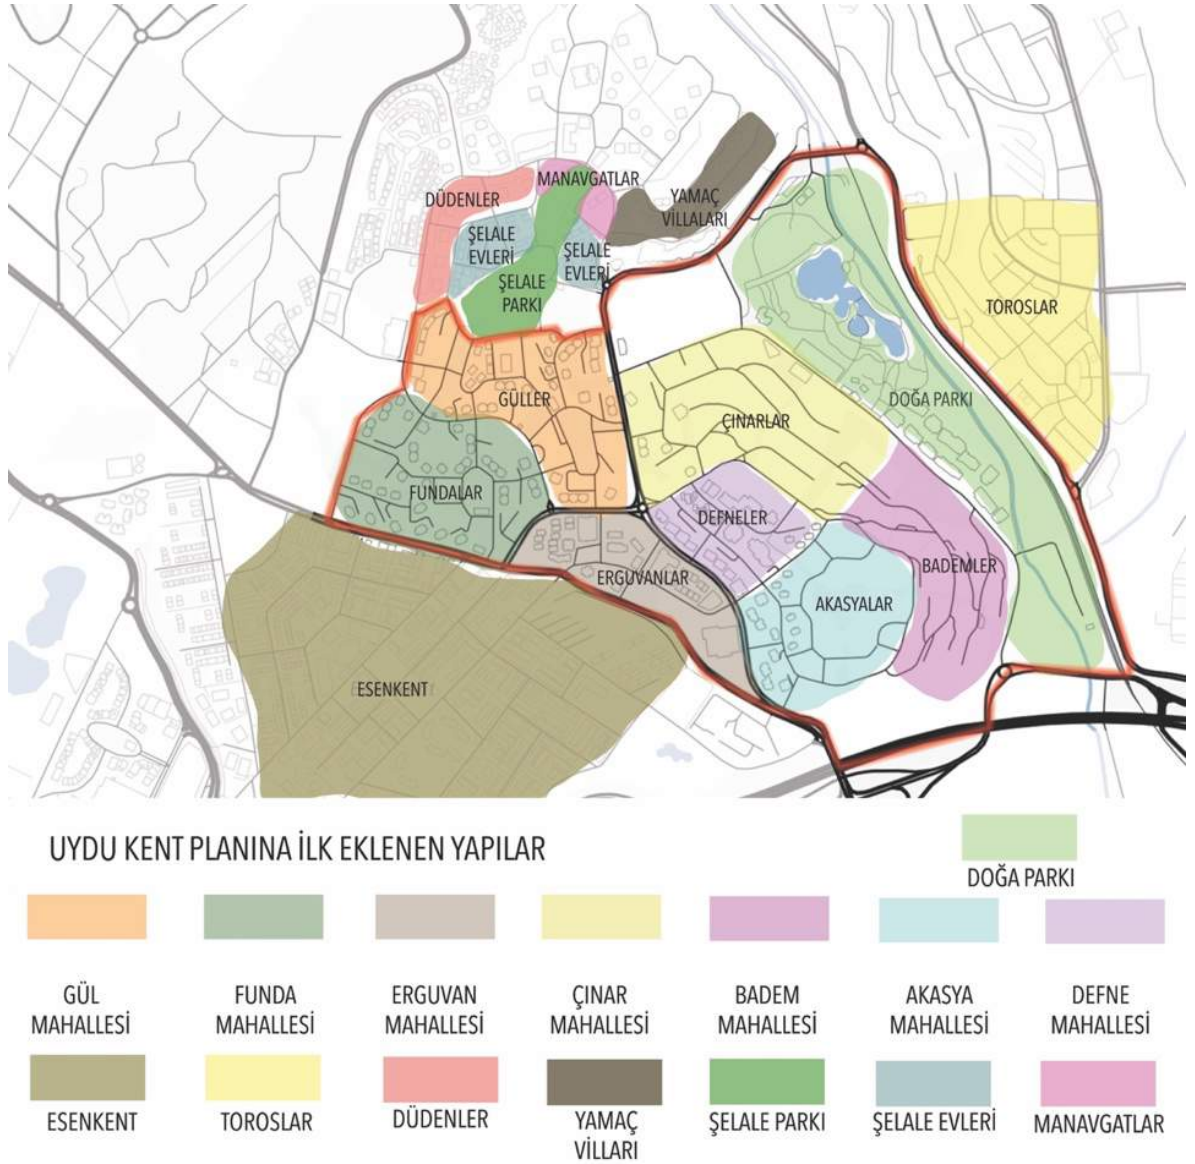 MANAVGATLAR
DÜDENLER
YAMAÇ
VİLLALARI
ŞELALE
EVLERİ
ŞELALE
EVLERİ
ŞELALE
PARKI
TOROSLAR
GÜLLER
DOĞA PARKI
ÇINARLAR
FUNDALAR
DEFNELER
BADEMLER
ERGUVANLAR
AKASYALAR
ESENKENT
UYDU KENT PLANINA İLK EKLENEN YAPILAR
DOĞA PARKI
GÜL
MAHALLESİ
FUNDA
MAHALLESİ
ERGUVAN
MAHALLESİ
ÇINAR
MAHALLESİ
BADEM
MAHALLESİ
AKASYA
MAHALLESİ
DEFNE
MAHALLESİ
ESENKENT
TOROSLAR
DÜDENLER
YAMAÇ
VİLLARI
ŞELALE PARKI
ŞELALE EVLERİ
MANAVGATLAR